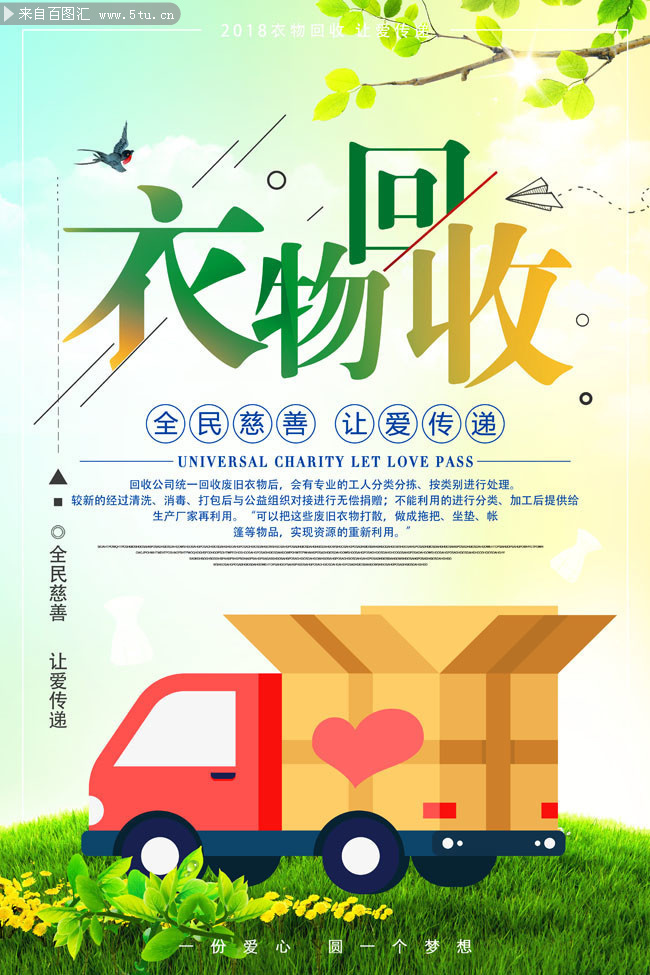 来自百图汇 www.5tu.cn
2018衣物回收 让爱传递
衣物回收
全民慈善 让爱传递
UNIVERSAL CHARITY LET LOVE PASS
回收公司统一回收废旧衣物后，会有专业的工人分类分拣、按类别进行处理。
较新的经过清洗、消毒、打包后与公益组织对接进行无偿捐赠；不能利用的进行分类、加工后提供给
生产厂家再利用。“可以把这些废旧衣物打散，做成拖把、坐垫、帐
篷等物品，实现资源的重新利用。”
全民慈善 让爱传递
一份爱心 圆一个梦想